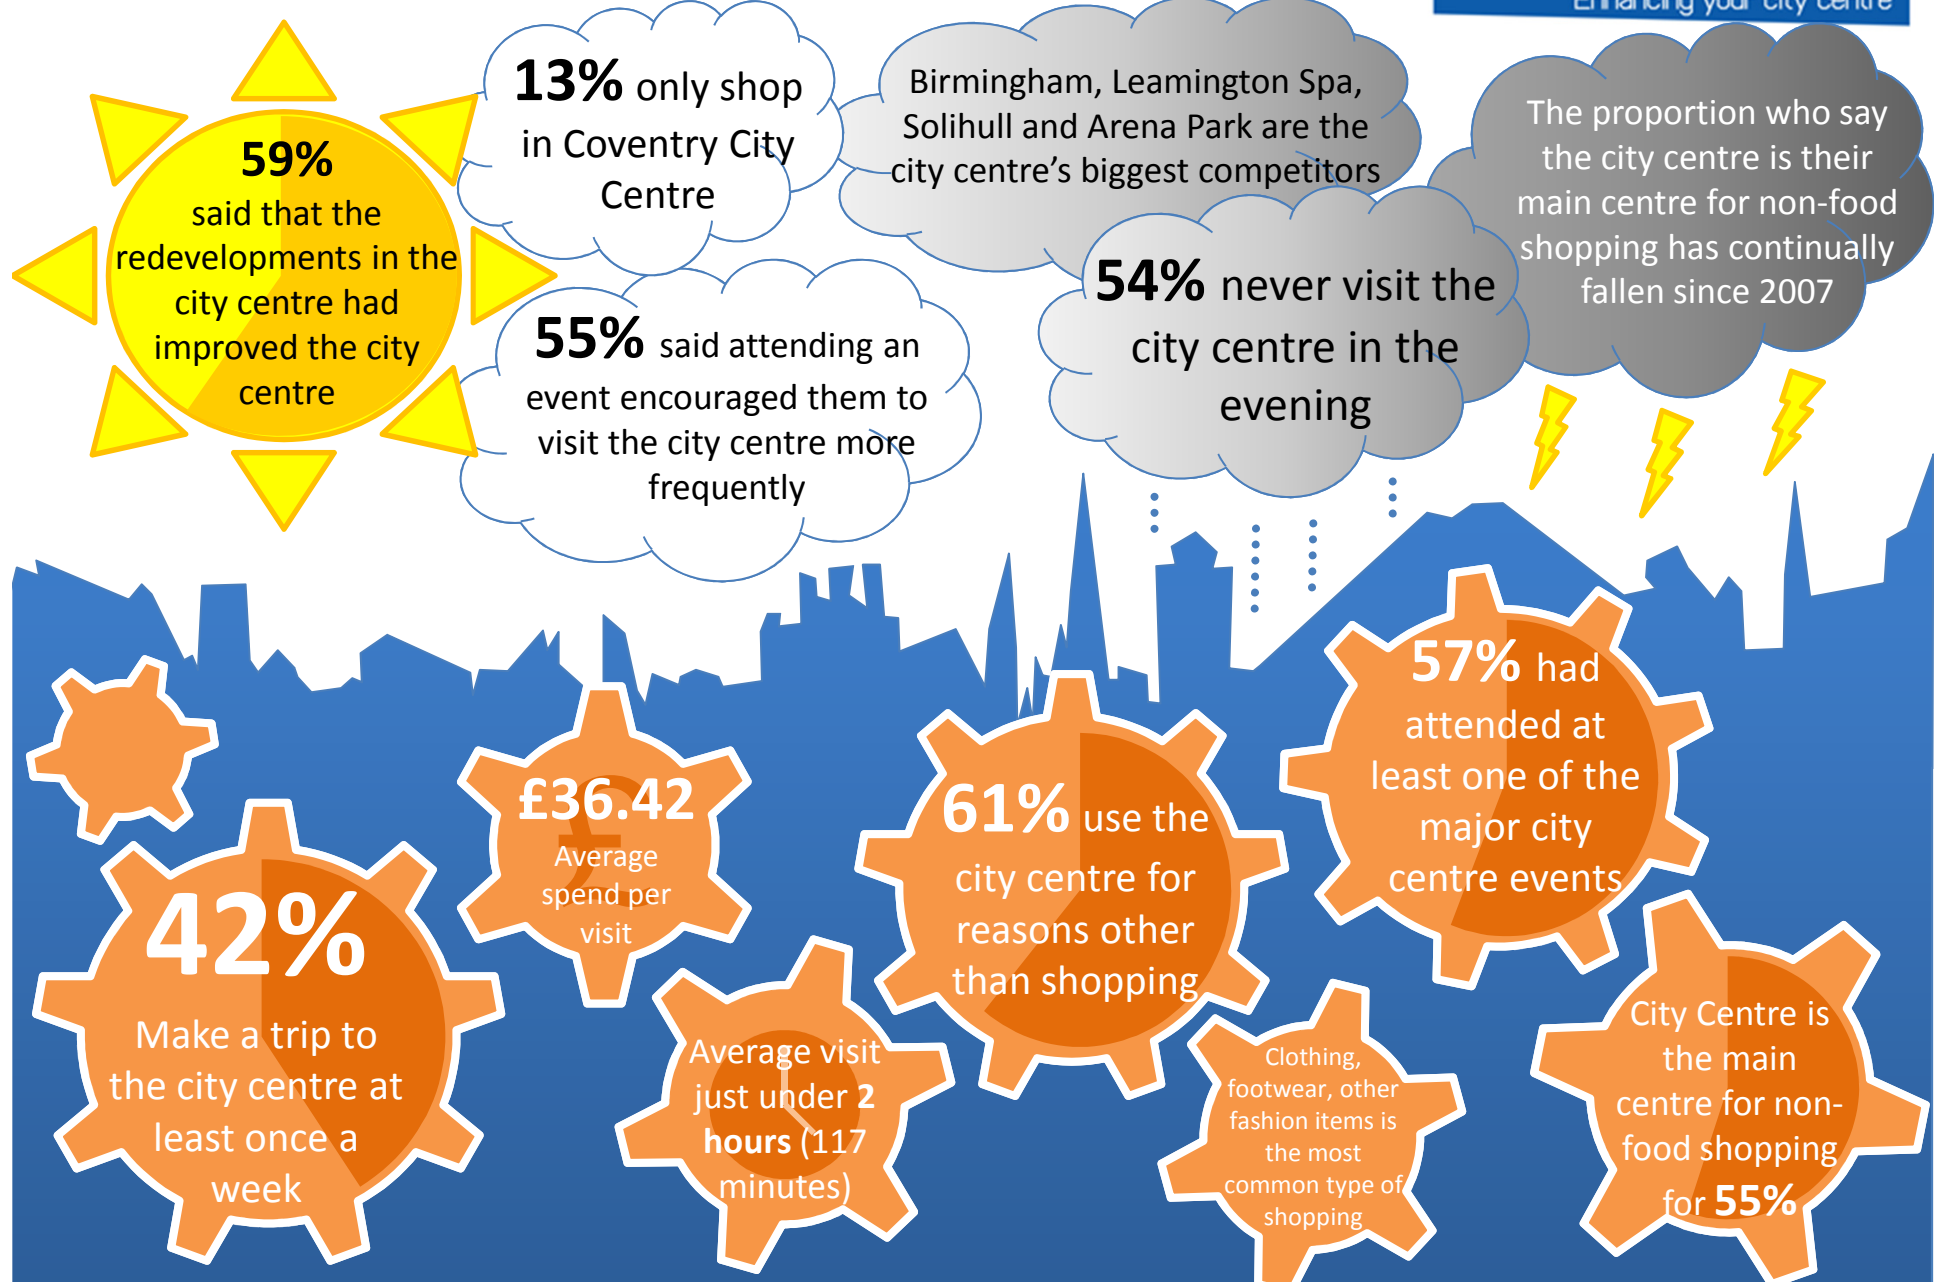 Enhancing your city centre
59%
said that the
redevelopments in the
city centre had
improved the city
centre
13% only shop
in Coventry City
Centre
Birmingham, Leamington Spa,
Solihull and Arena Park are the
city centre's biggest competitors
The proportion who say
the city centre is their
main centre for non-food
shopping has continually
fallen since 2007
55% said attending an
event encouraged them to
visit the city centre more
frequently
54% never visit the
city centre in the
evening
42%
Make a trip to
the city centre at
least once a
week
£
£36.42
Average
spend per
visit
Average visit
just under 2
hours (117
minutes)
61% use the
city centre for
reasons other
than shopping
57% had
attended at
least one of the
major city
centre events
Clothing,
footwear, other
fashion items is
the most
common type of
shopping
City Centre is
the main
centre for non-
food shopping
for 55%